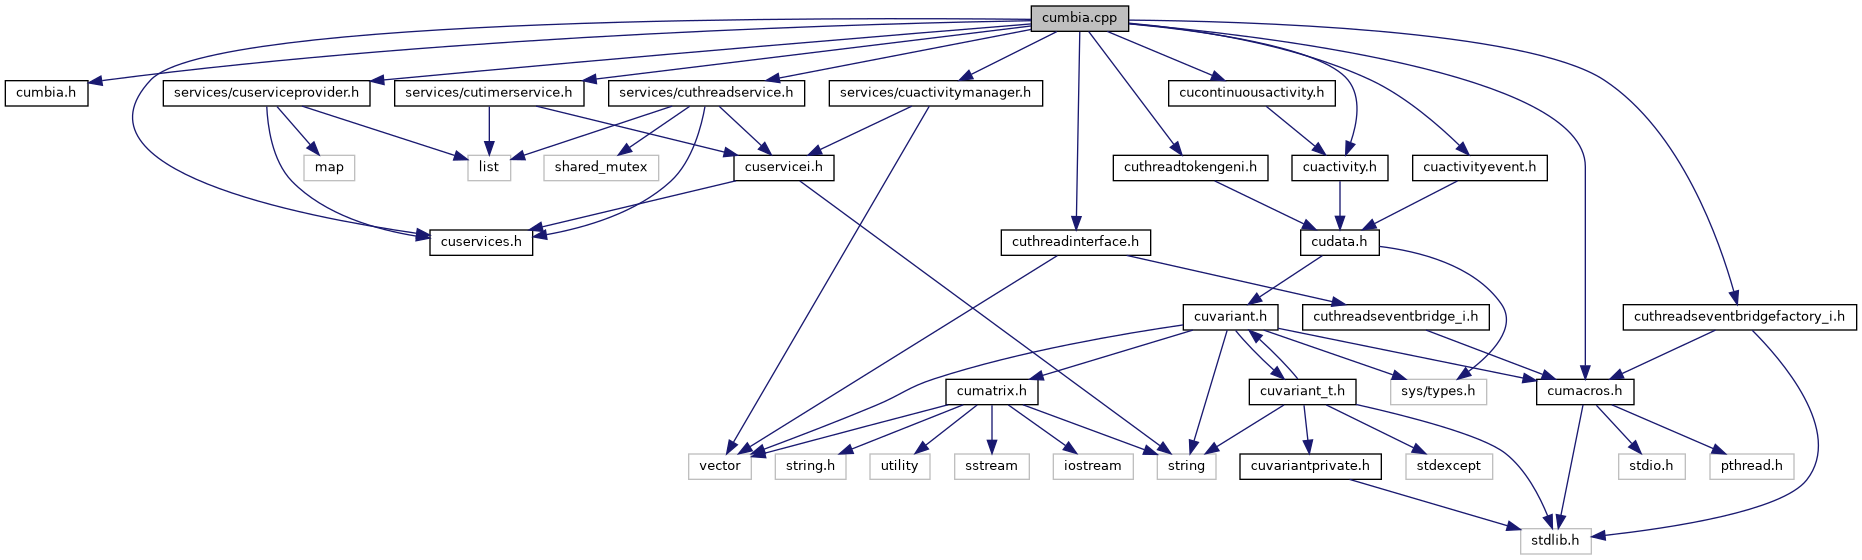 cumbia.cpp
cumbia.h
services/cuserviceprovider.h
services/cutimerservice.h
services/cuthreadservice.h
services/cuactivitymanager.h
cucontinuousactivity.h
map
list
shared_mutex
cuservicei.h
cuthreadtokengeni.h
cuactivity.h
cuactivityevent.h
cuservices.h
cuthreadinterface.h
cudata.h
cuvariant.h
cuthreadseventbridge_i.h
cuthreadseventbridgefactory_i.h
cumatrix.h
cuvariant_t.h
sys/types.h
cumacros.h
vector
string.h
utility
sstream
iostream
string
cuvariantprivate.h
stdexcept
stdio.h
pthread.h
stdlib.h